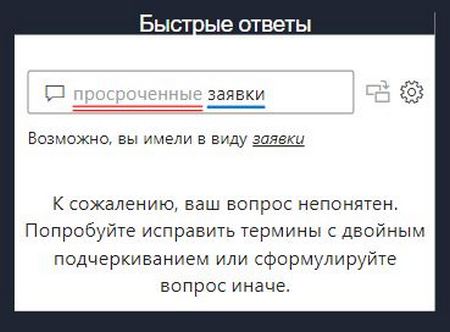 Быстрые ответы
просроченные заявки
Возможно, вы имели в виду заявки
К сожалению, ваш вопрос непонятен.
Попробуйте исправить термины с двойным
подчеркиванием или сформулируйте
вопрос иначе.